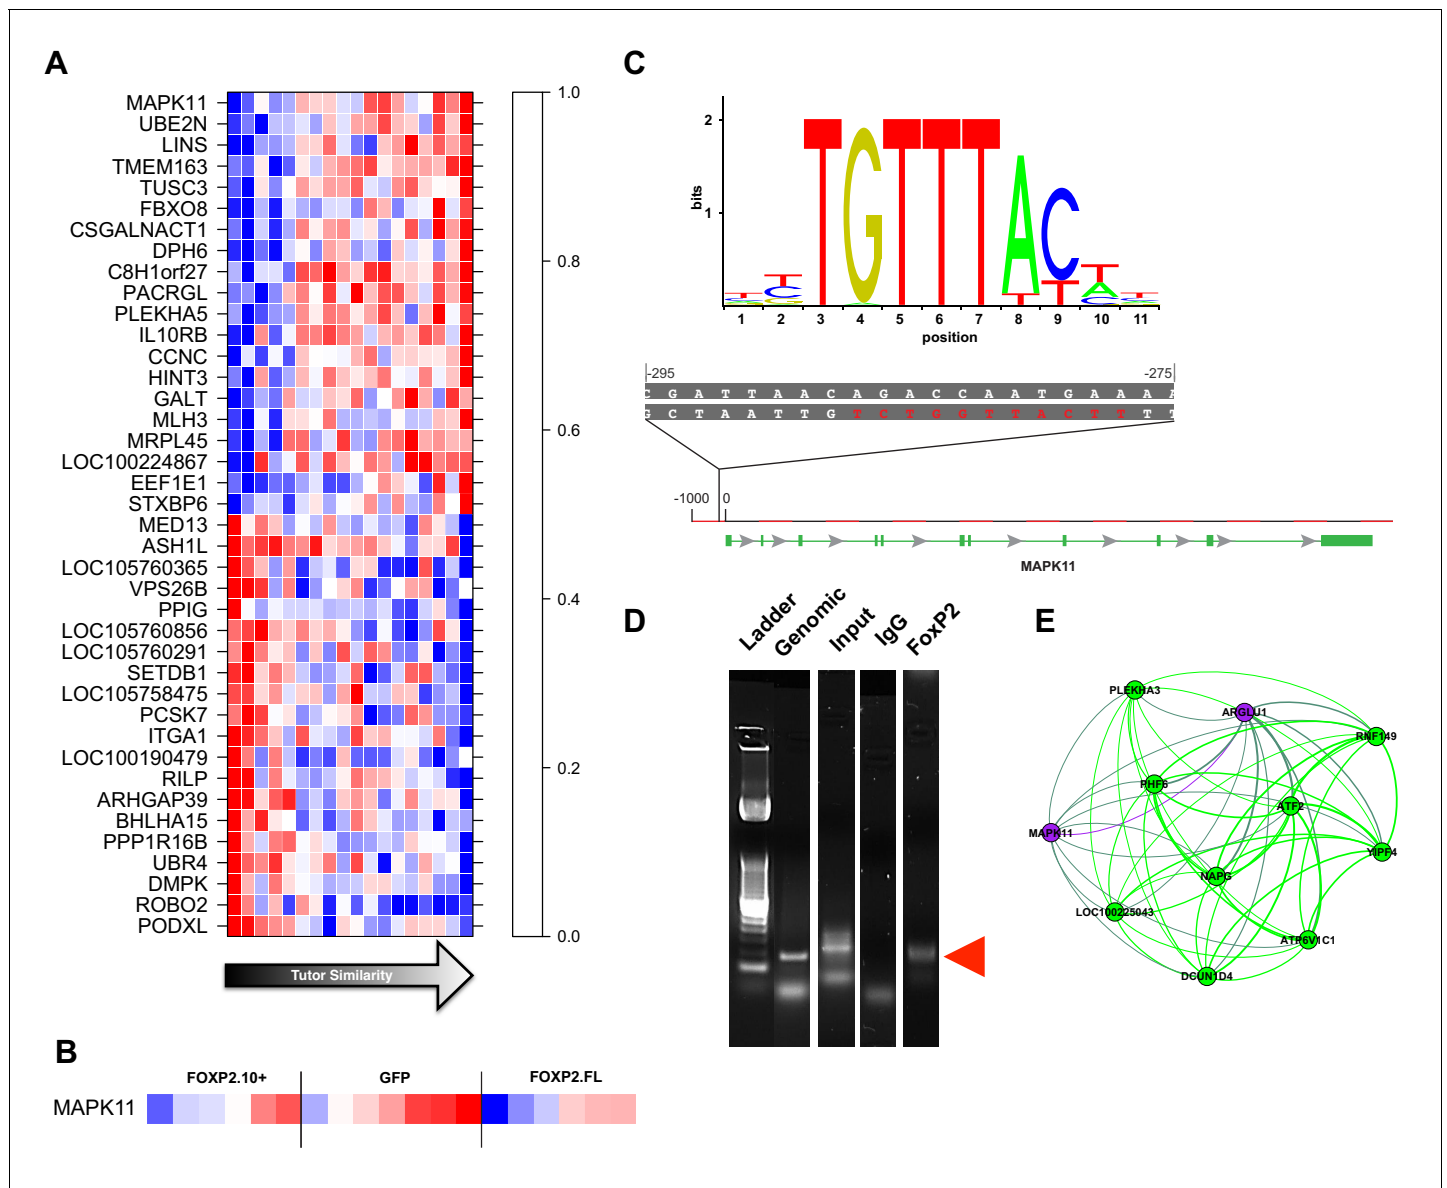 A
MAPK11
UBE2N
LINS
TMEM163
TUSC3
FBXO8
CSGALNACT1
DPH6
C8H1orf27
PACRGL
PLEKHA5
IL10RB
CCNC
HINT3
GALT
MLH3
MRPL45
LOC100224867
EEF1E1
STXBP6
MED13
ASH1L
LOC105760365
VPS26B
PPIG
LOC105760856
LOC105760291
SETDB1
LOC105758475
PCSK7
ITGA1
LOC100190479
RILP
ARHGAP39
BHLHA15
PPP1R16B
UBR4
DMPK
ROBO2
PODXL
1.0
0.8
0.6
0.4
0.2
0.0
Tutor Similarity
B
FOXP2.10+ GFP FOXP2.FL
MAPK11
C
bits
2
1
T G T T T A C
1 2 3 4 5 6 7 8 9 10 11
position
-295 -275
C G A T T A A C A G A C C A A T G A A A A
G C T A A T T G T C T G G T T A C T T T T
-1000 0
MAPK11
D
Ladder Genomic Input IgG FoxP2
E
PLEKHA3
ARGLU1
RNF149
PHF6
ATF2
MAPK11
YIPF4
NAPG
LOC100225043
ATP6V1C1
DCUN1D4